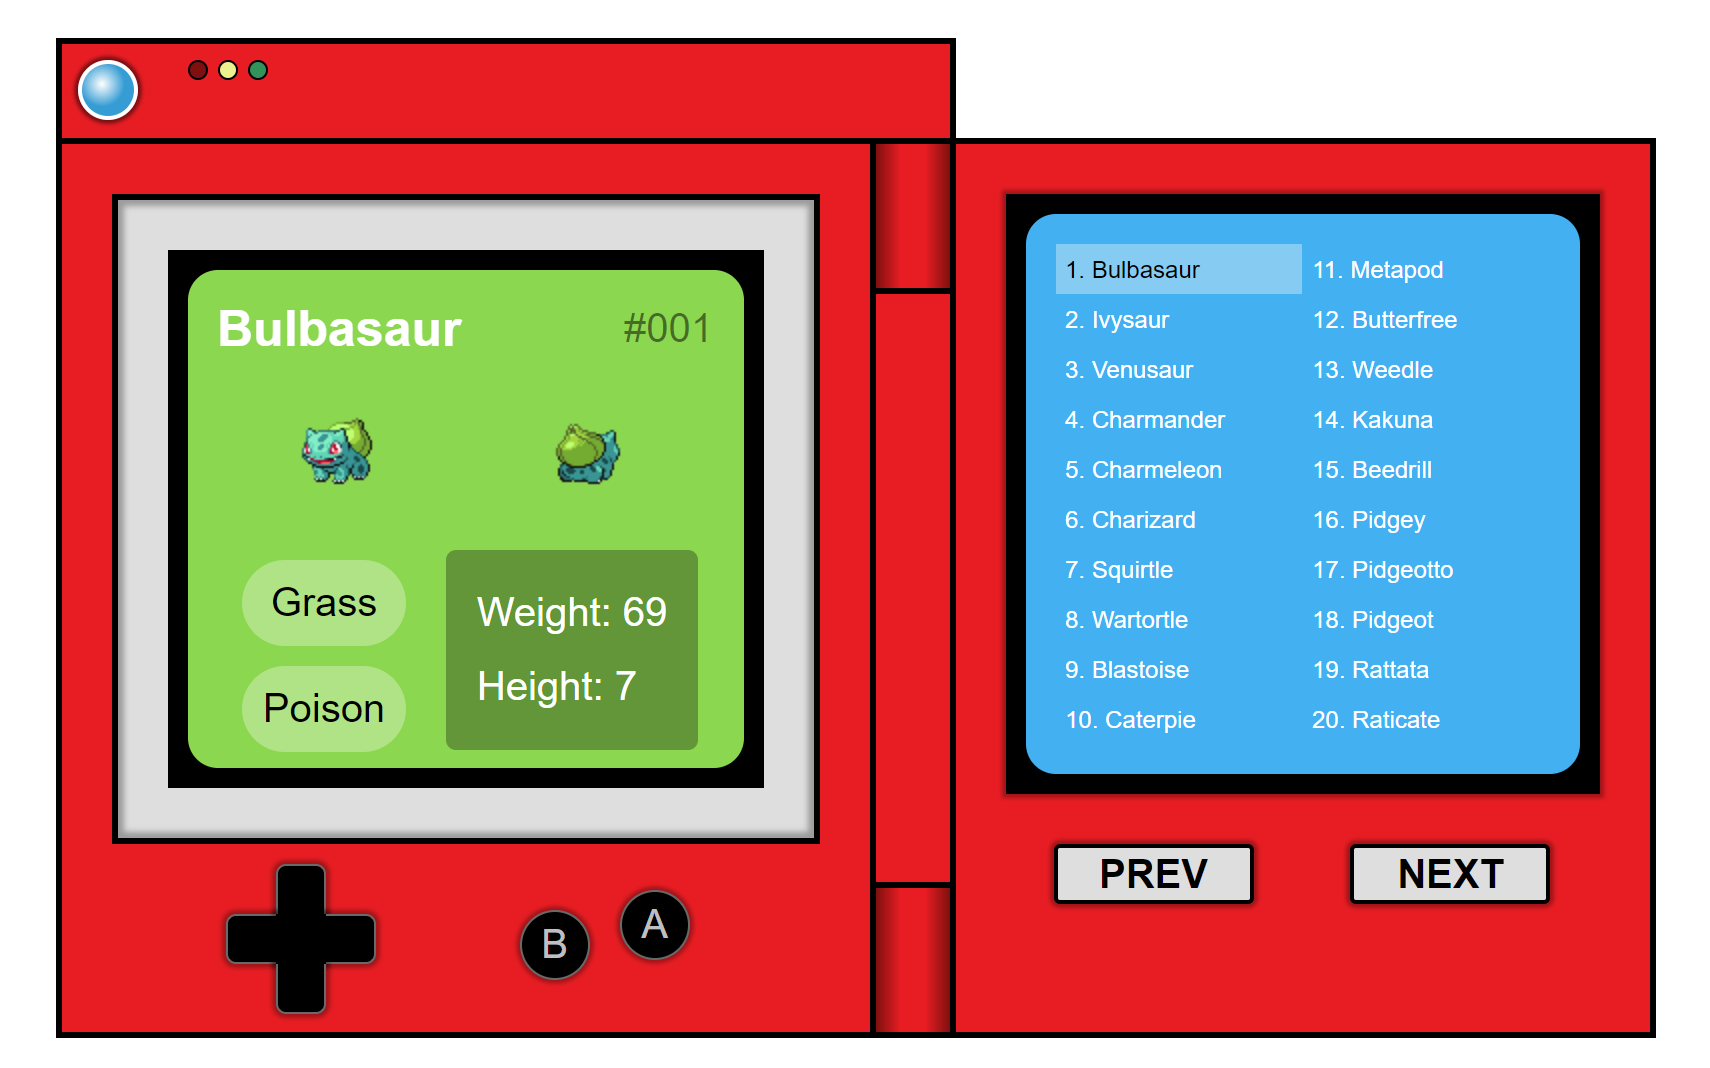 Bulbasaur #001
Grass
Poison
Weight: 69
Height: 7
B
A
1. Bulbasaur
2. Ivysaur
3. Venusaur
4. Charmander
5. Charmeleon
6. Charizard
7. Squirtle
8. Wartortle
9. Blastoise
10. Caterpie
11. Metapod
12. Butterfree
13. Weedle
14. Kakuna
15. Beedrill
16. Pidgey
17. Pidgeotto
18. Pidgeot
19. Rattata
20. Raticate
PREV
NEXT